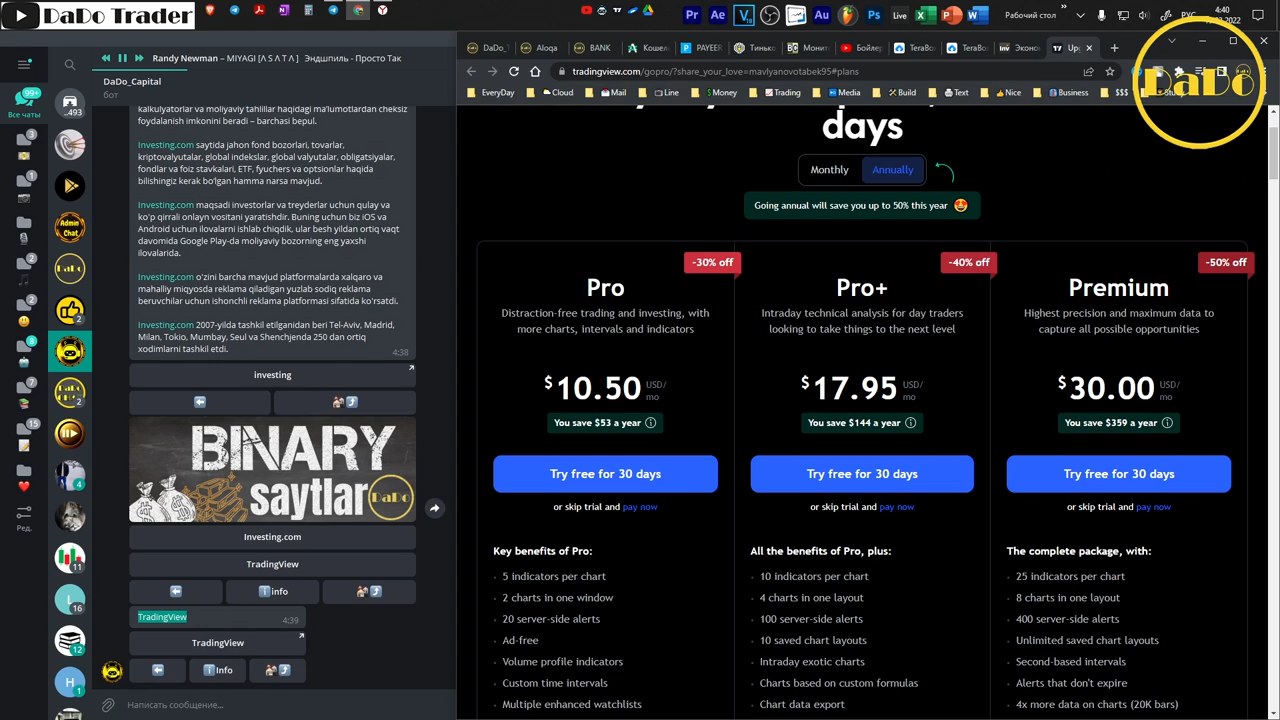 DaDo Trader
Рабочий стол
РУС
4:40
Randy Newman – MIYAGI [Λ S Λ T Λ] Эндшпиль - Просто Так
DaDo_Capital
бот
99+
Все чаты
Ред.
kalkulyatorlar va moliyaviy tahlillar haqidagi ma'lumotlardan cheksiz
foydalanish imkonini beradi – barchasi bepul.
Investing.com saytida jahon fond bozorlari, tovarlar,
kriptovalyutalar, global indekslar, global valyutalar, obligatsiyalar,
fondlar va foiz stavkalari. ETF, fyuchers va optsionlar haqida
bilishingiz kerak bo'lgan hamma narsa mavjud.
Investing.com maqsadi investorlar va treyderlar uchun qulay va
ko'p qirrali onlayn vositani yaratishdir. Buning uchun biz iOS va
Android uchun ilovalarni ishlab chiqdik, ular besh yildan ortiq vaqt
davomida Google Play-da moliyaviy bozorning eng yaxshi
ilovalarida.
Investing.com o'zini barcha mavjud platformalarda xalqaro va
mahalliy miqyosda reklama qiladigan yuzlab sodiq reklama
beruvchilar uchun ishonchli reklama platformasi sifatida ko'rsatdi.
Investing.com 2007-yilda tashkil etilganidan beri Tel-Aviv, Madrid,
Milan, Tokio, Mumbay, Seul va Shenchjenda 250 dan ortiq
xodimlarni tashkil etdi.
4:38
investing
BINARY
saytlar
DaDo
Investing.com
TradingView
info
TradingView
4:39
TradingView
Info
Написать сообщение...
Admin
Chat
tradingview.com/gopro/?share_your_love=mavlyanovotabek95#plans
EveryDay
Cloud
Mail
Line
Trading
Media
Build
Text
Nice
Business
$$$
DaDo
days
Monthly
Annually
Going annual will save you up to 50% this year
-30% off
Pro
Distraction-free trading and investing, with
more charts, intervals and indicators
$10.50 USD/
mo
You save $53 a year
Try free for 30 days
or skip trial and pay now
Key benefits of Pro:
5 indicators per chart
2 charts in one window
20 server-side alerts
Ad-free
Volume profile indicators
Custom time intervals
Multiple enhanced watchlists
-40% off
Pro+
Intraday technical analysis for day traders
looking to take things to the next level
$17.95 USD/
mo
You save $144 a year
Try free for 30 days
or skip trial and pay now
All the benefits of Pro, plus:
10 indicators per chart
4 charts in one layout
100 server-side alerts
10 saved chart layouts
Intraday exotic charts
Charts based on custom formulas
Chart data export
-50% off
Premium
Highest precision and maximum data to
capture all possible opportunities
$30.00 USD/
mo
You save $359 a year
Try free for 30 days
or skip trial and pay now
The complete package, with:
25 indicators per chart
8 charts in one layout
400 server-side alerts
Unlimited saved chart layouts
Second-based intervals
Alerts that don't expire
4x more data on charts (20K bars)